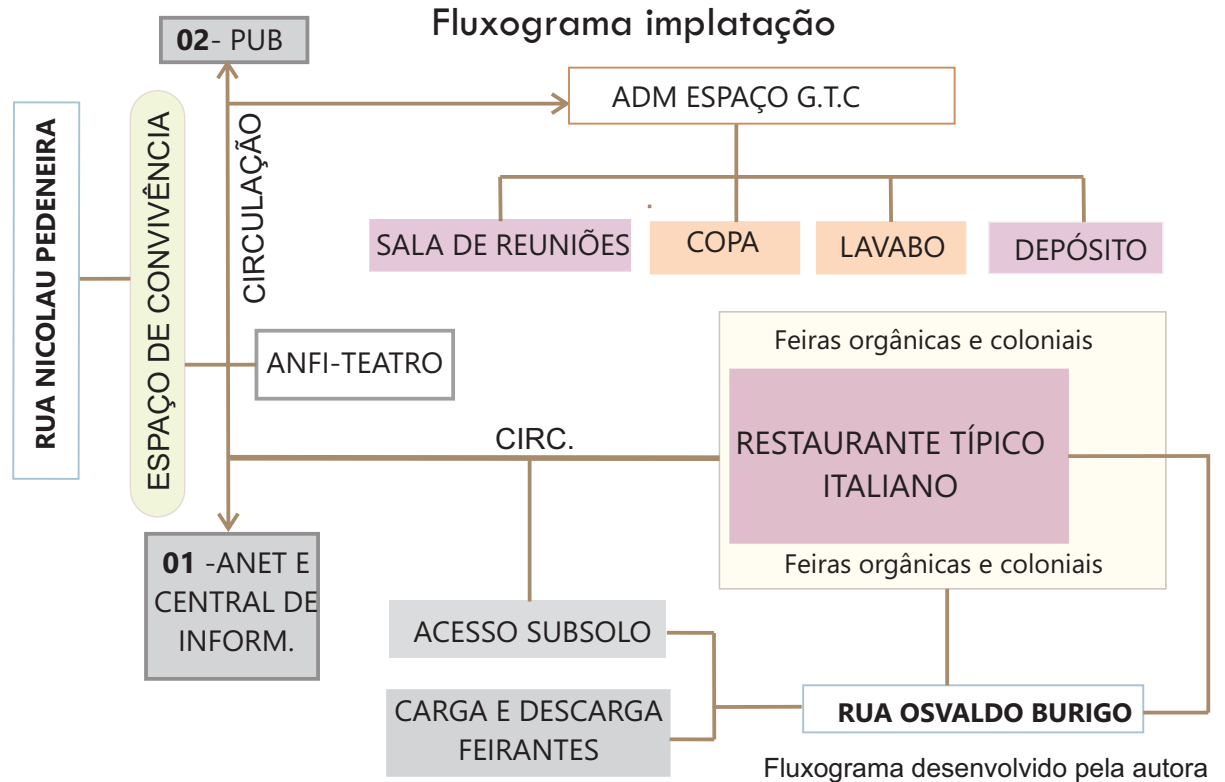 Fluxograma implatação
02- PUB
ADM ESPAÇO G.T.C
RUA NICOLAU PEDENEIRA
ESPAÇO DE CONVIVÊNCIA
CIRCULAÇÃO
SALA DE REUNIÕES
COPA
LAVABO
DEPÓSITO
ANFI-TEATRO
Feiras orgânicas e coloniais
CIRC.
RESTAURANTE TÍPICO
ITALIANO
Feiras orgânicas e coloniais
01 -ANET E
CENTRAL DE
INFORM.
ACESSO SUBSOLO
CARGA E DESCARGA
FEIRANTES
RUA OSVALDO BURIGO
Fluxograma desenvolvido pela autora